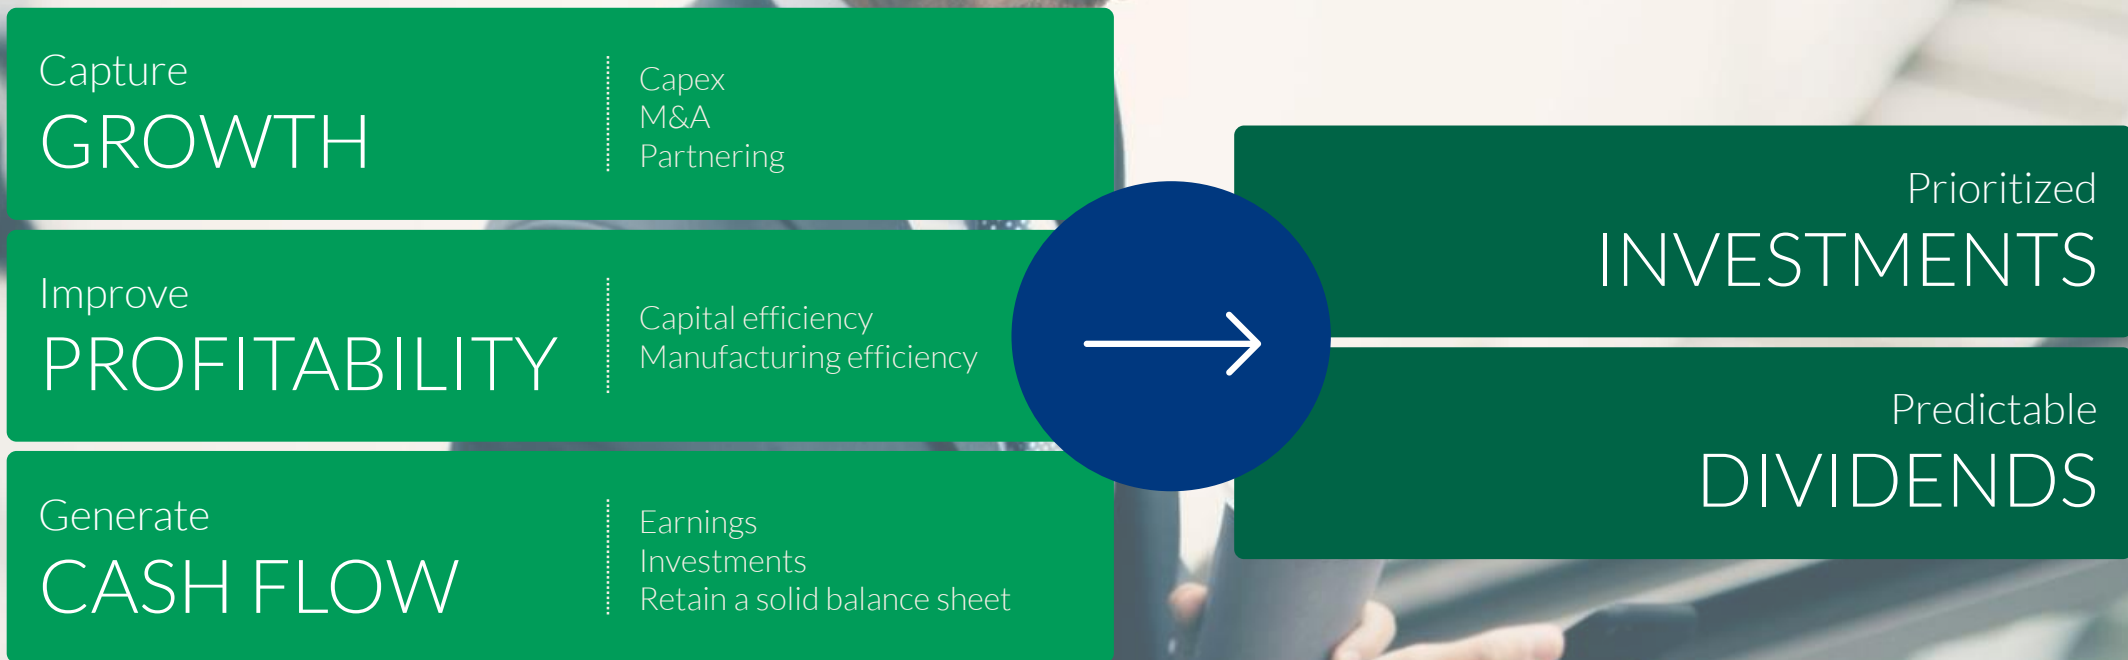 Capture
GROWTH
Capex
M&A
Partnering
Improve
PROFITABILITY
Capital efficiency
Manufacturing efficiency
Generate
CASH FLOW
Earnings
Investments
Retain a solid balance sheet
Prioritized
INVESTMENTS
Predictable
DIVIDENDS